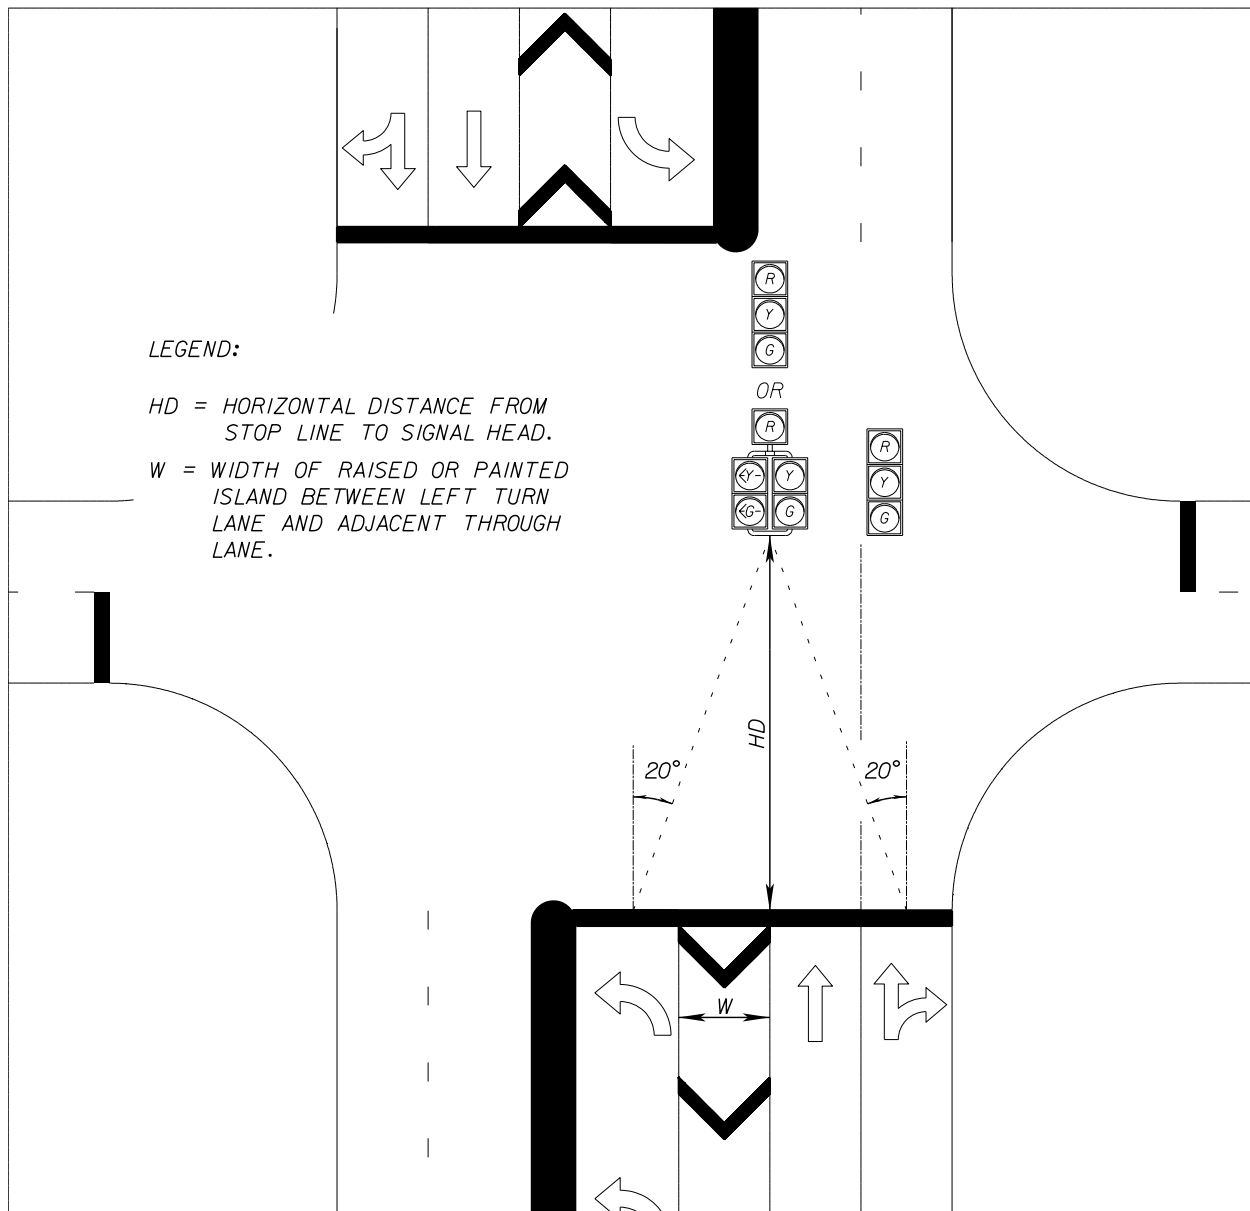 R
Y
G
LEGEND:
OR
HD = HORIZONTAL DISTANCE FROM
STOP LINE TO SIGNAL HEAD.
R
R
W = WIDTH OF RAISED OR PAINTED
ISLAND BETWEEN LEFT TURN
LANE AND ADJACENT THROUGH
LANE.
Y Y
Y
G G
G
HD
20° 20°
W